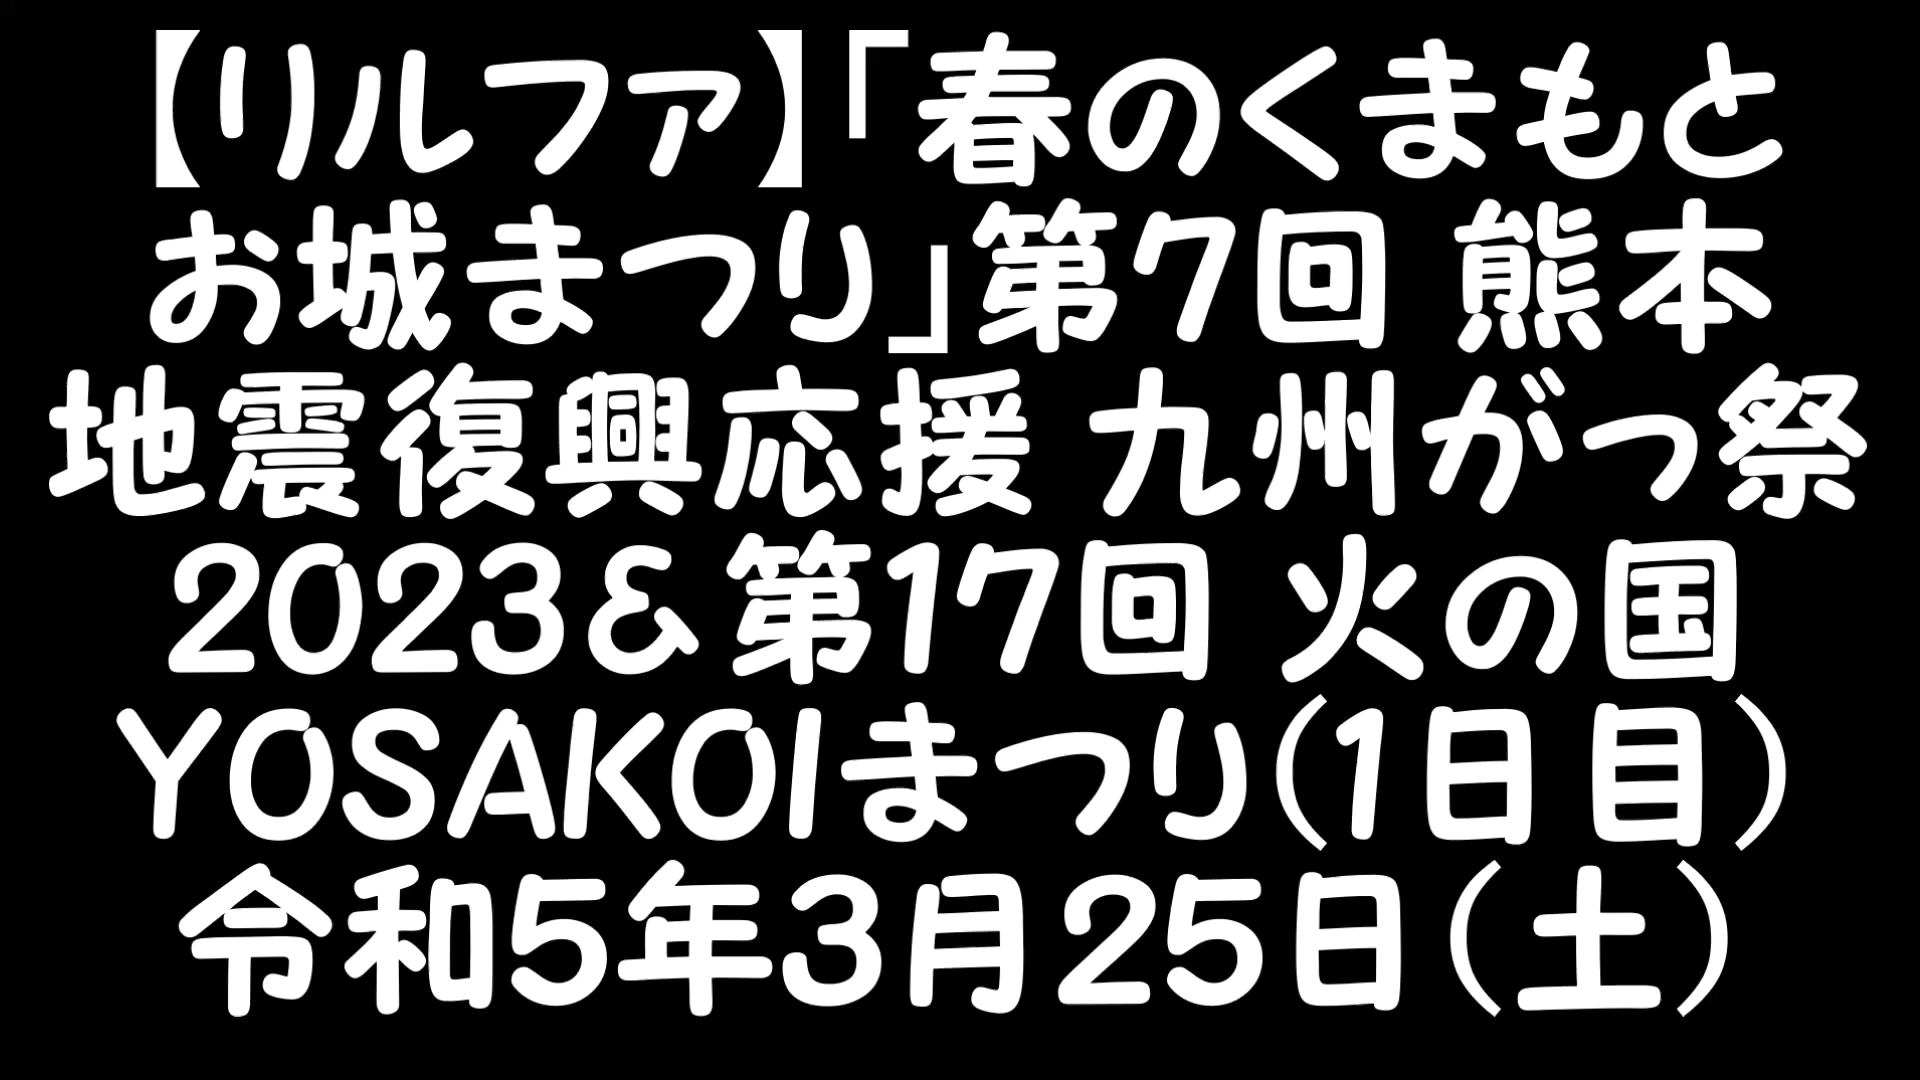 【リルファ】「春のくまもと
お城まつり」第7回 熊本
地震復興応援 九州がっ祭
2023&第17回 火の国
YOSAKOIまつり(1日目)
令和5年3月25日(土)